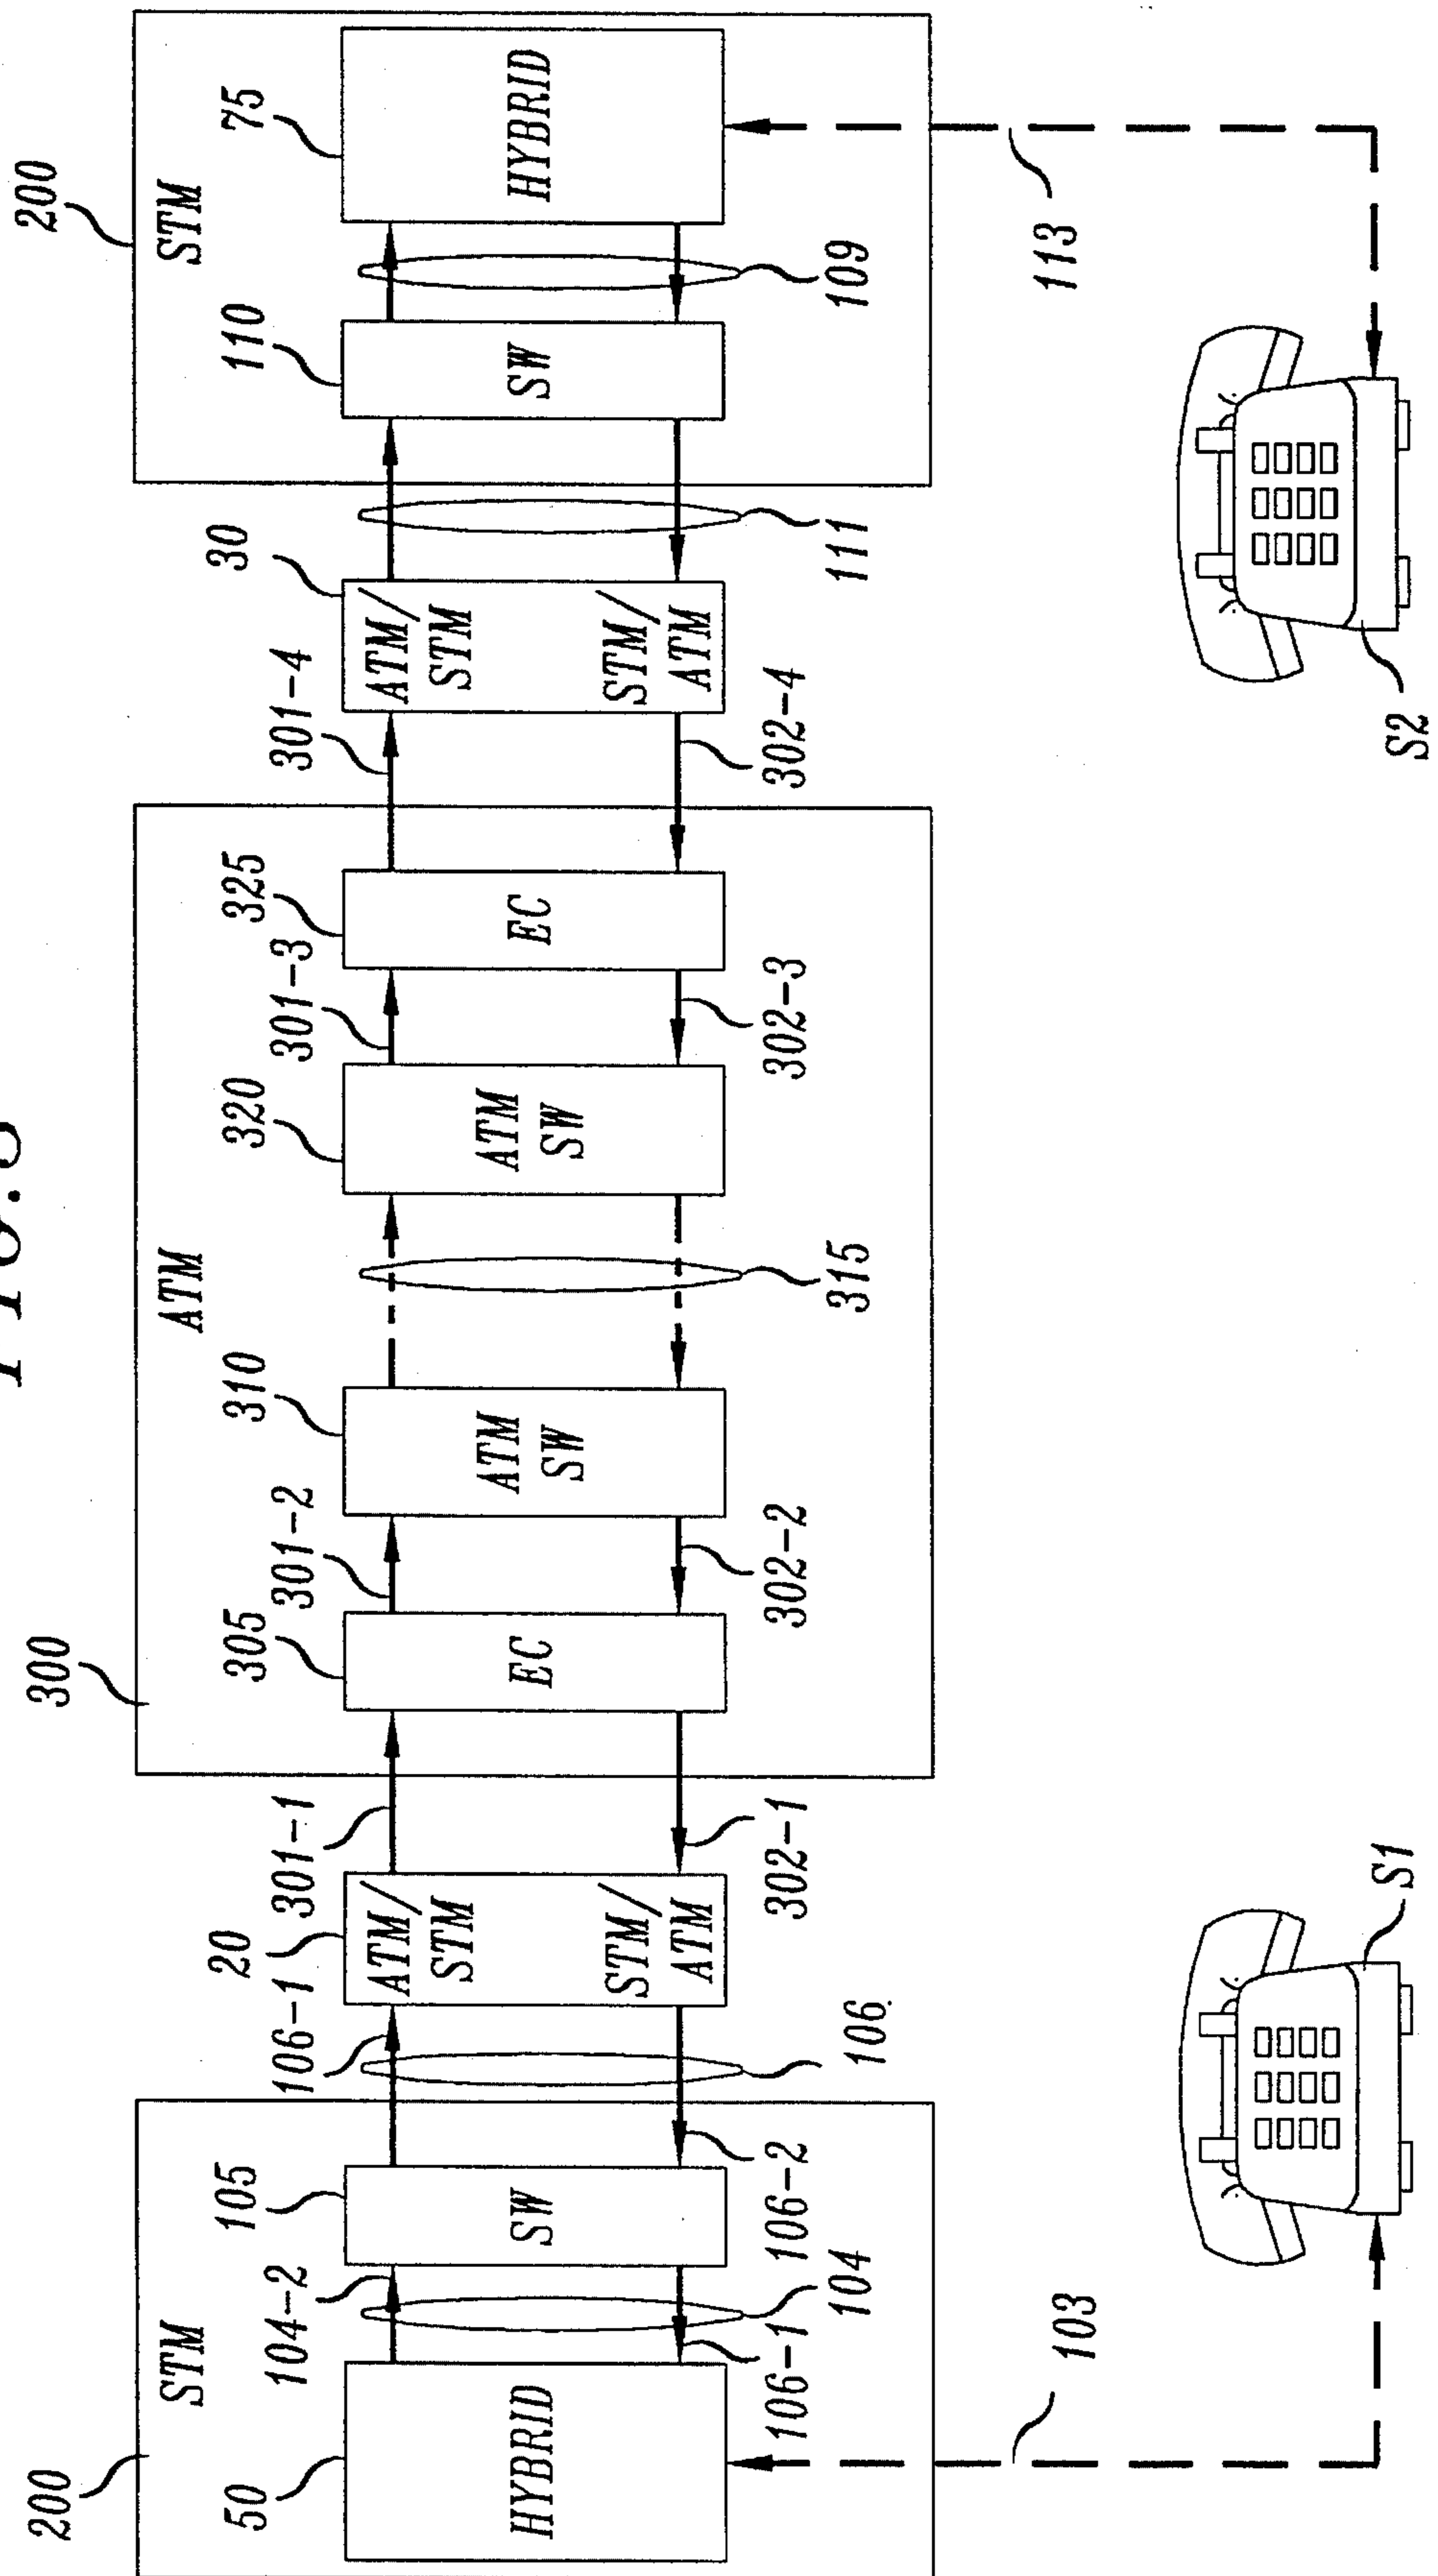 200
300
200
STM
ATM
STM
50
104-2
105
106-1
20
301-1
305
301-2
310
320
301-3
325
301-4
30
110
75
HYBRID
SW
ATM/
STM
STM/
ATM
EC
ATM
SW
ATM
SW
EC
ATM/
STM
STM/
ATM
SW
HYBRID
106-1
104
106-2
106
302-1
302-2
315
302-3
302-4
111
109
103
113
S1
S2